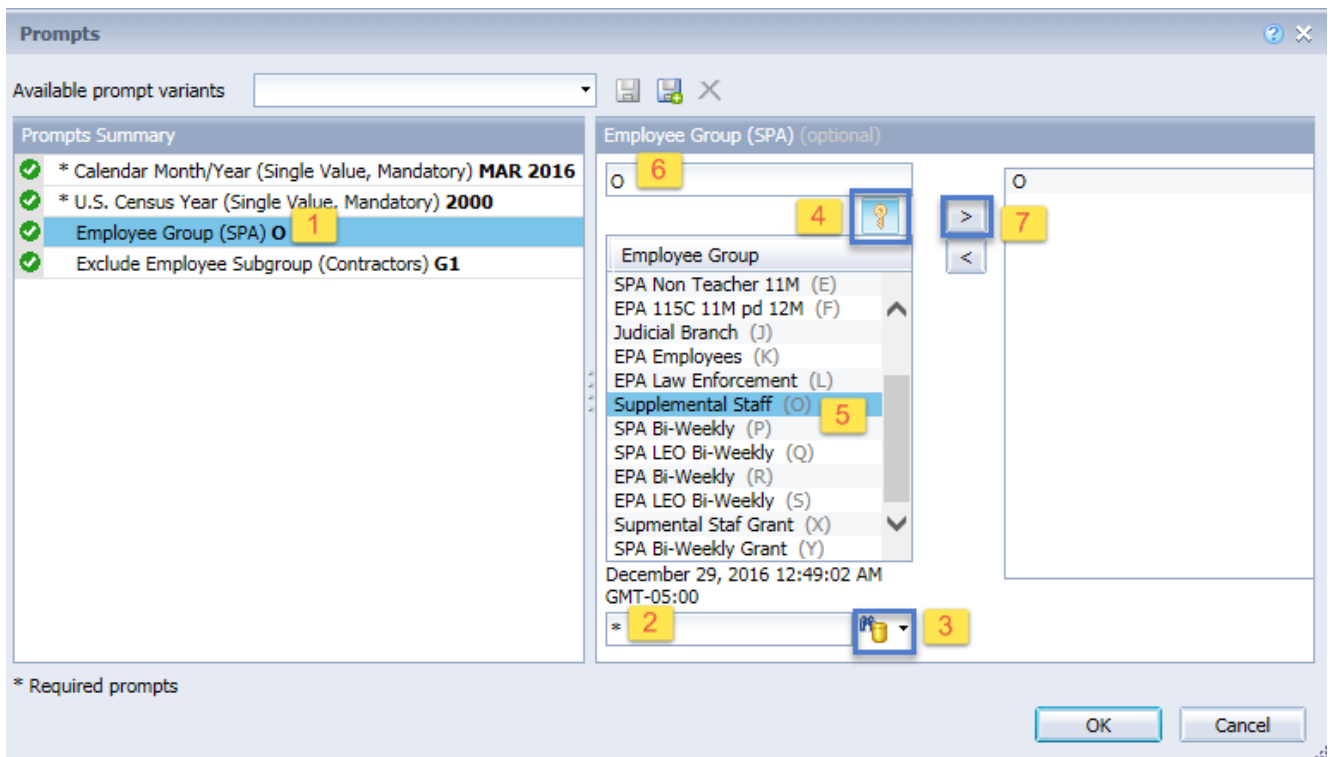 Prompts
Available prompt variants
Prompts Summary
* Calendar Month/Year (Single Value, Mandatory) MAR 2016
* U.S. Census Year (Single Value, Mandatory) 2000
Employee Group (SPA) O 1
Exclude Employee Subgroup (Contractors) G1
Employee Group (SPA) (optional)
O 6
4
Employee Group
SPA Non Teacher 11M (E)
EPA 115C 11M pd 12M (F)
Judicial Branch (J)
EPA Employees (K)
EPA Law Enforcement (L)
Supplemental Staff (O) 5
SPA Bi-Weekly (P)
SPA LEO Bi-Weekly (Q)
EPA Bi-Weekly (R)
EPA LEO Bi-Weekly (S)
Supmental Staf Grant (X)
SPA Bi-Weekly Grant (Y)
December 29, 2016 12:49:02 AM
GMT-05:00
* 2
3
> 7
<
O
* Required prompts
OK
Cancel